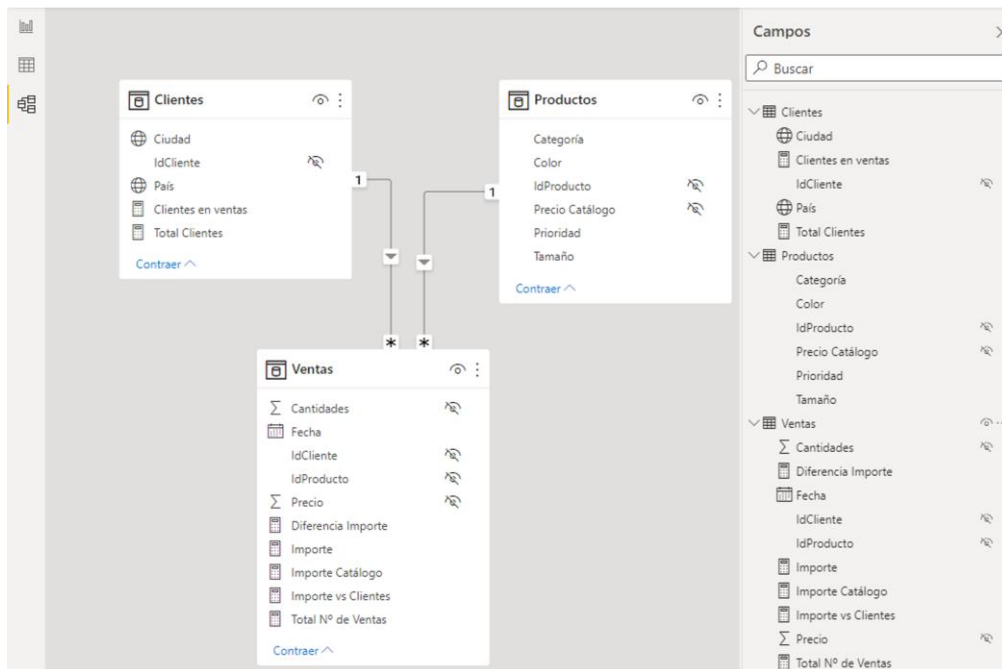 Clientes
Ciudad
IdCliente
País
Clientes en ventas
Total Clientes
Contraer
1
Productos
Categoría
Color
IdProducto
Precio Catálogo
Prioridad
Tamaño
Contraer
1
*
*
Ventas
Cantidades
Fecha
IdCliente
IdProducto
Precio
Diferencia Importe
Importe
Importe Catálogo
Importe vs Clientes
Total Nº de Ventas
Contraer
Campos
Buscar
Clientes
Ciudad
Clientes en ventas
IdCliente
País
Total Clientes
Productos
Categoría
Color
IdProducto
Precio Catálogo
Prioridad
Tamaño
Ventas
Cantidades
Diferencia Importe
Fecha
IdCliente
IdProducto
Importe
Importe Catálogo
Importe vs Clientes
Precio
Total Nº de Ventas